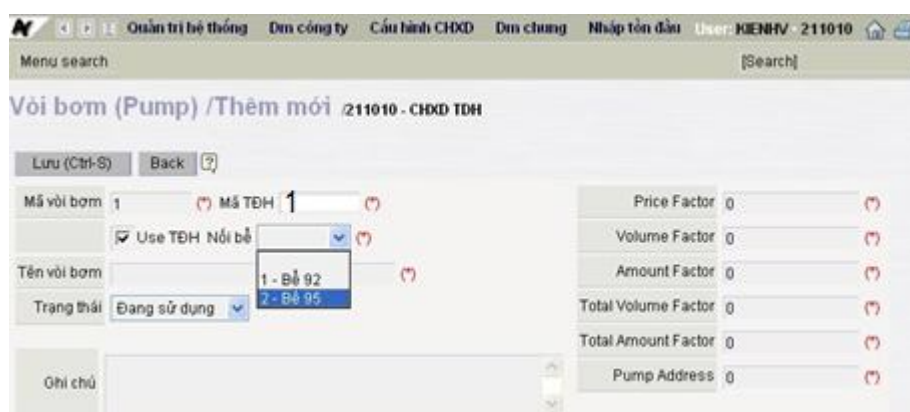 Quản trị hệ thống Dm công ty Cấu hình CHXD Dm chung Nhập tồn đầu User: KIENHV - 211010
Menu search [Search]
Vòi bơm (Pump) /Thêm mới /211010 - CHXD TDH
Lưu (Ctrl-S) Back [?]
Mã vòi bơm 1 (*) Mã TĐH 1 (*) Price Factor 0 (*)
Use TĐH Nối bể (*) Volume Factor 0 (*)
Tên vòi bơm (*) Amount Factor 0 (*)
1 - Bể 92
2 - Bể 95
Trạng thái Đang sử dụng Total Volume Factor 0 (*)
Total Amount Factor 0 (*)
Ghi chú Pump Address 0 (*)